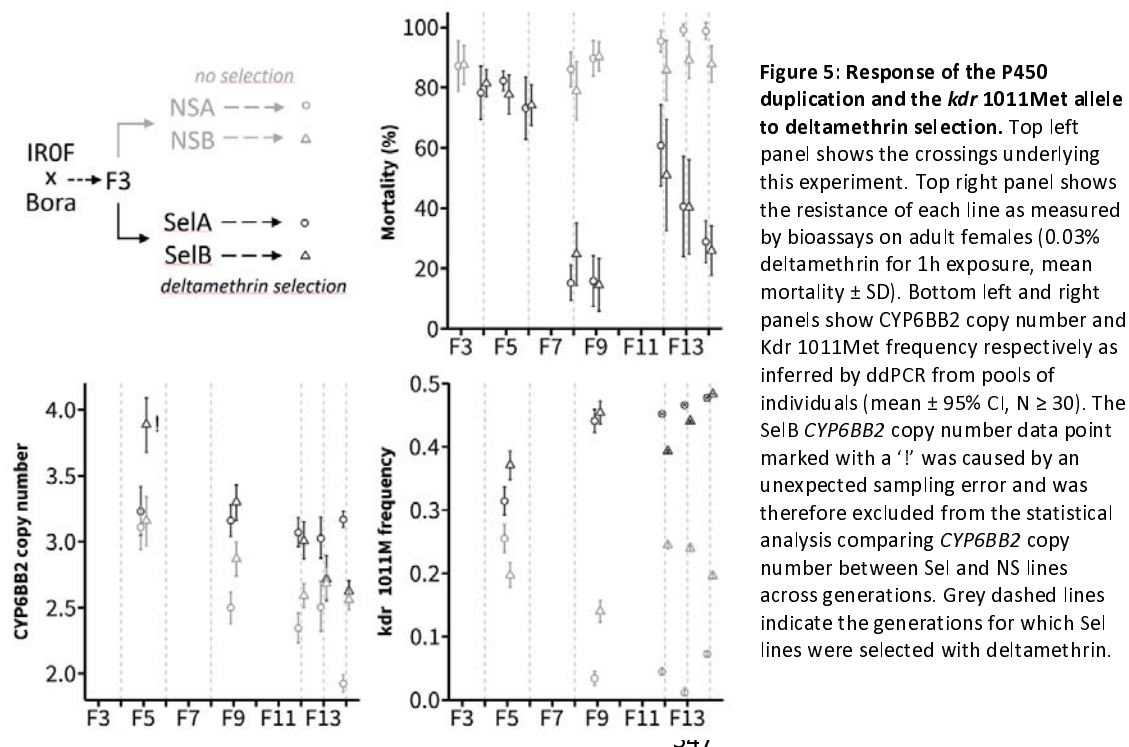 no selection
NSA
NSB
IR0F
x
Bora
F3
SelA
SelB
deltamethrin selection
Mortality (%)
100
80
60
40
20
0
F3 F5 F7 F9 F11 F13
CYP6BB2 copy number
4.0
3.5
3.0
2.5
2.0
!
F3 F5 F7 F9 F11 F13
kdr 1011M frequency
0.5
0.4
0.3
0.2
0.1
0.0
F3 F5 F7 F9 F11 F13
Figure 5: Response of the P450
duplication and the kdr 1011Met allele
to deltamethrin selection. Top left
panel shows the crossings underlying
this experiment. Top right panel shows
the resistance of each line as measured
by bioassays on adult females (0.03%
deltamethrin for 1h exposure, mean
mortality ± SD). Bottom left and right
panels show CYP6BB2 copy number and
Kdr 1011Met frequency respectively as
inferred by ddPCR from pools of
individuals (mean ± 95% CI, N ≥ 30). The
SelB CYP6BB2 copy number data point
marked with a ‘!’ was caused by an
unexpected sampling error and was
therefore excluded from the statistical
analysis comparing CYP6BB2 copy
number between Sel and NS lines
across generations. Grey dashed lines
indicate the generations for which Sel
lines were selected with deltamethrin.